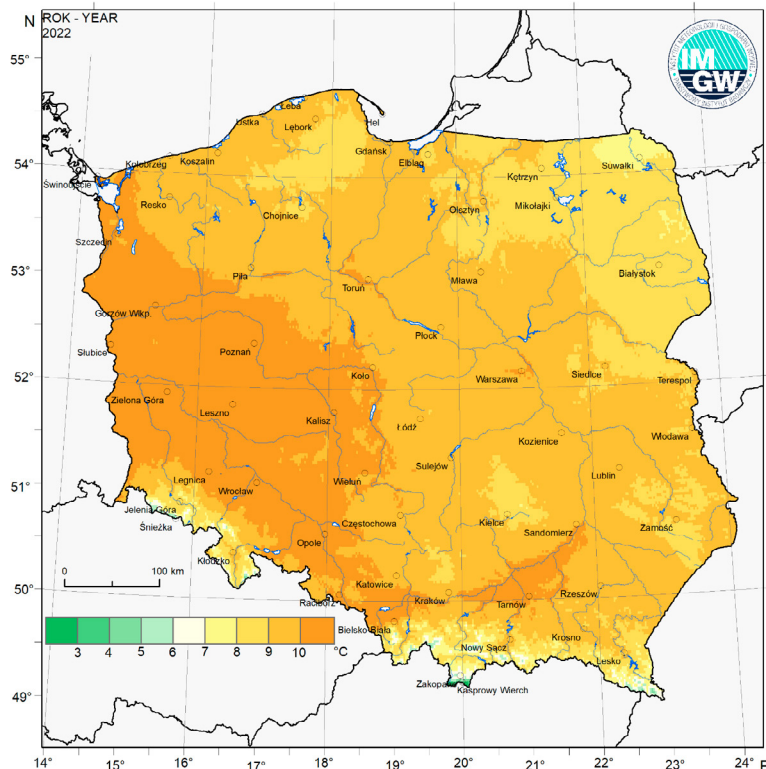 N
ROK - YEAR
2022
IM
GW
55°
Łeba
Ustka
Hel
Lębork
Gdańsk
Koszalin
Elbląg
54°
Kołobrzeg
Suwałki
Kętrzyn
Świnoujście
Resko
Chojnice
Olsztyn
Mikołajki
Szczecin
53°
Piła
Toruń
Mława
Białystok
Gorzów Wlkp.
Płock
Słubice
Poznań
52°
Koło
Warszawa
Siedlce
Terespol
Zielona Góra
Leszno
Kalisz
Łódź
Kozienice
Włodawa
Sulejów
51°
Legnica
Wrocław
Wieluń
Lublin
Jelenia Góra
Śnieżka
Częstochowa
Kielce
Sandomierz
Zamość
Opole
Kłodzko
0 100 km
50°
Katowice
Kraków
Tarnów
Rzeszów
Racibórz
Bielsko-Biała
Krosno
3 4 5 6 7 8 9 10 °C
Nowy Sącz
Lesko
49°
Zakopane
Kasprowy Wierch
14° 15° 16° 17° 18° 19° 20° 21° 22° 23° 24° E